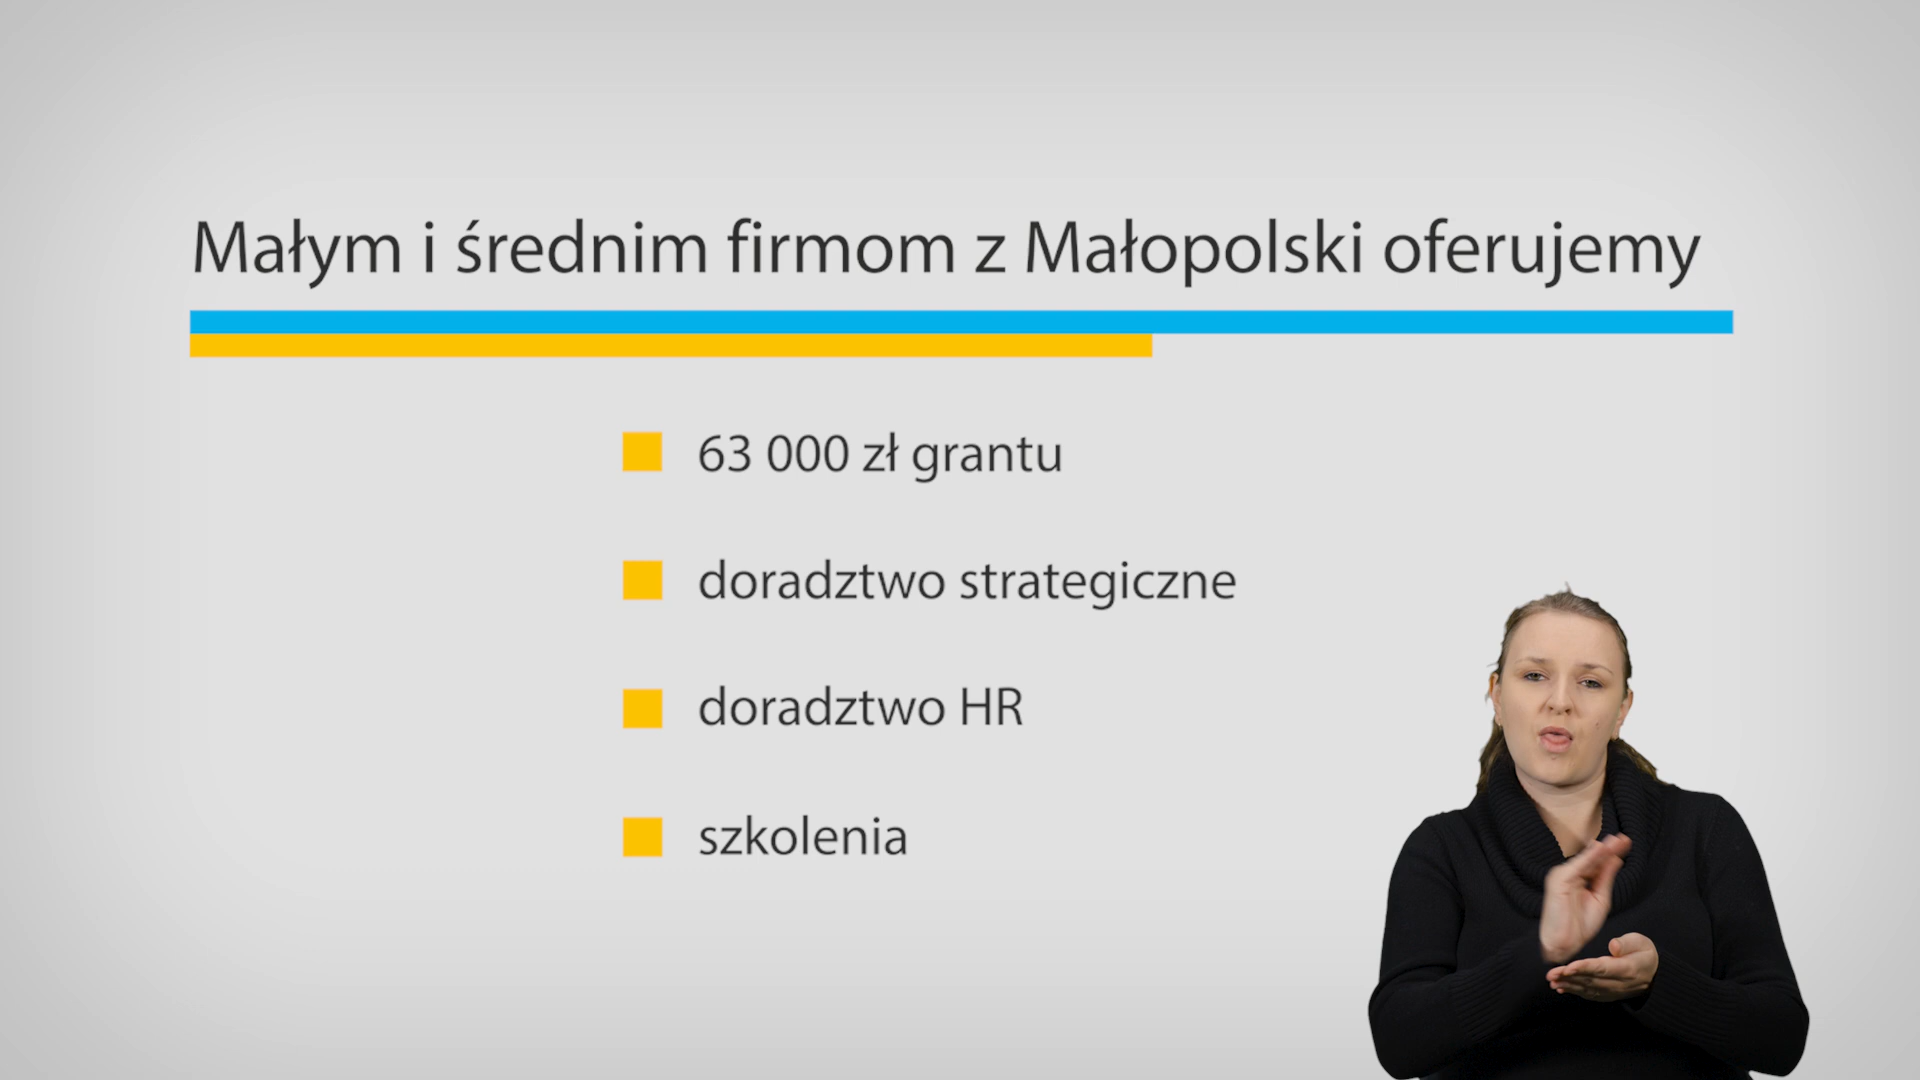 Małym i średnim firmom z Małopolski oferujemy
63 000 zł grantu
doradztwo strategiczne
doradztwo HR
szkolenia